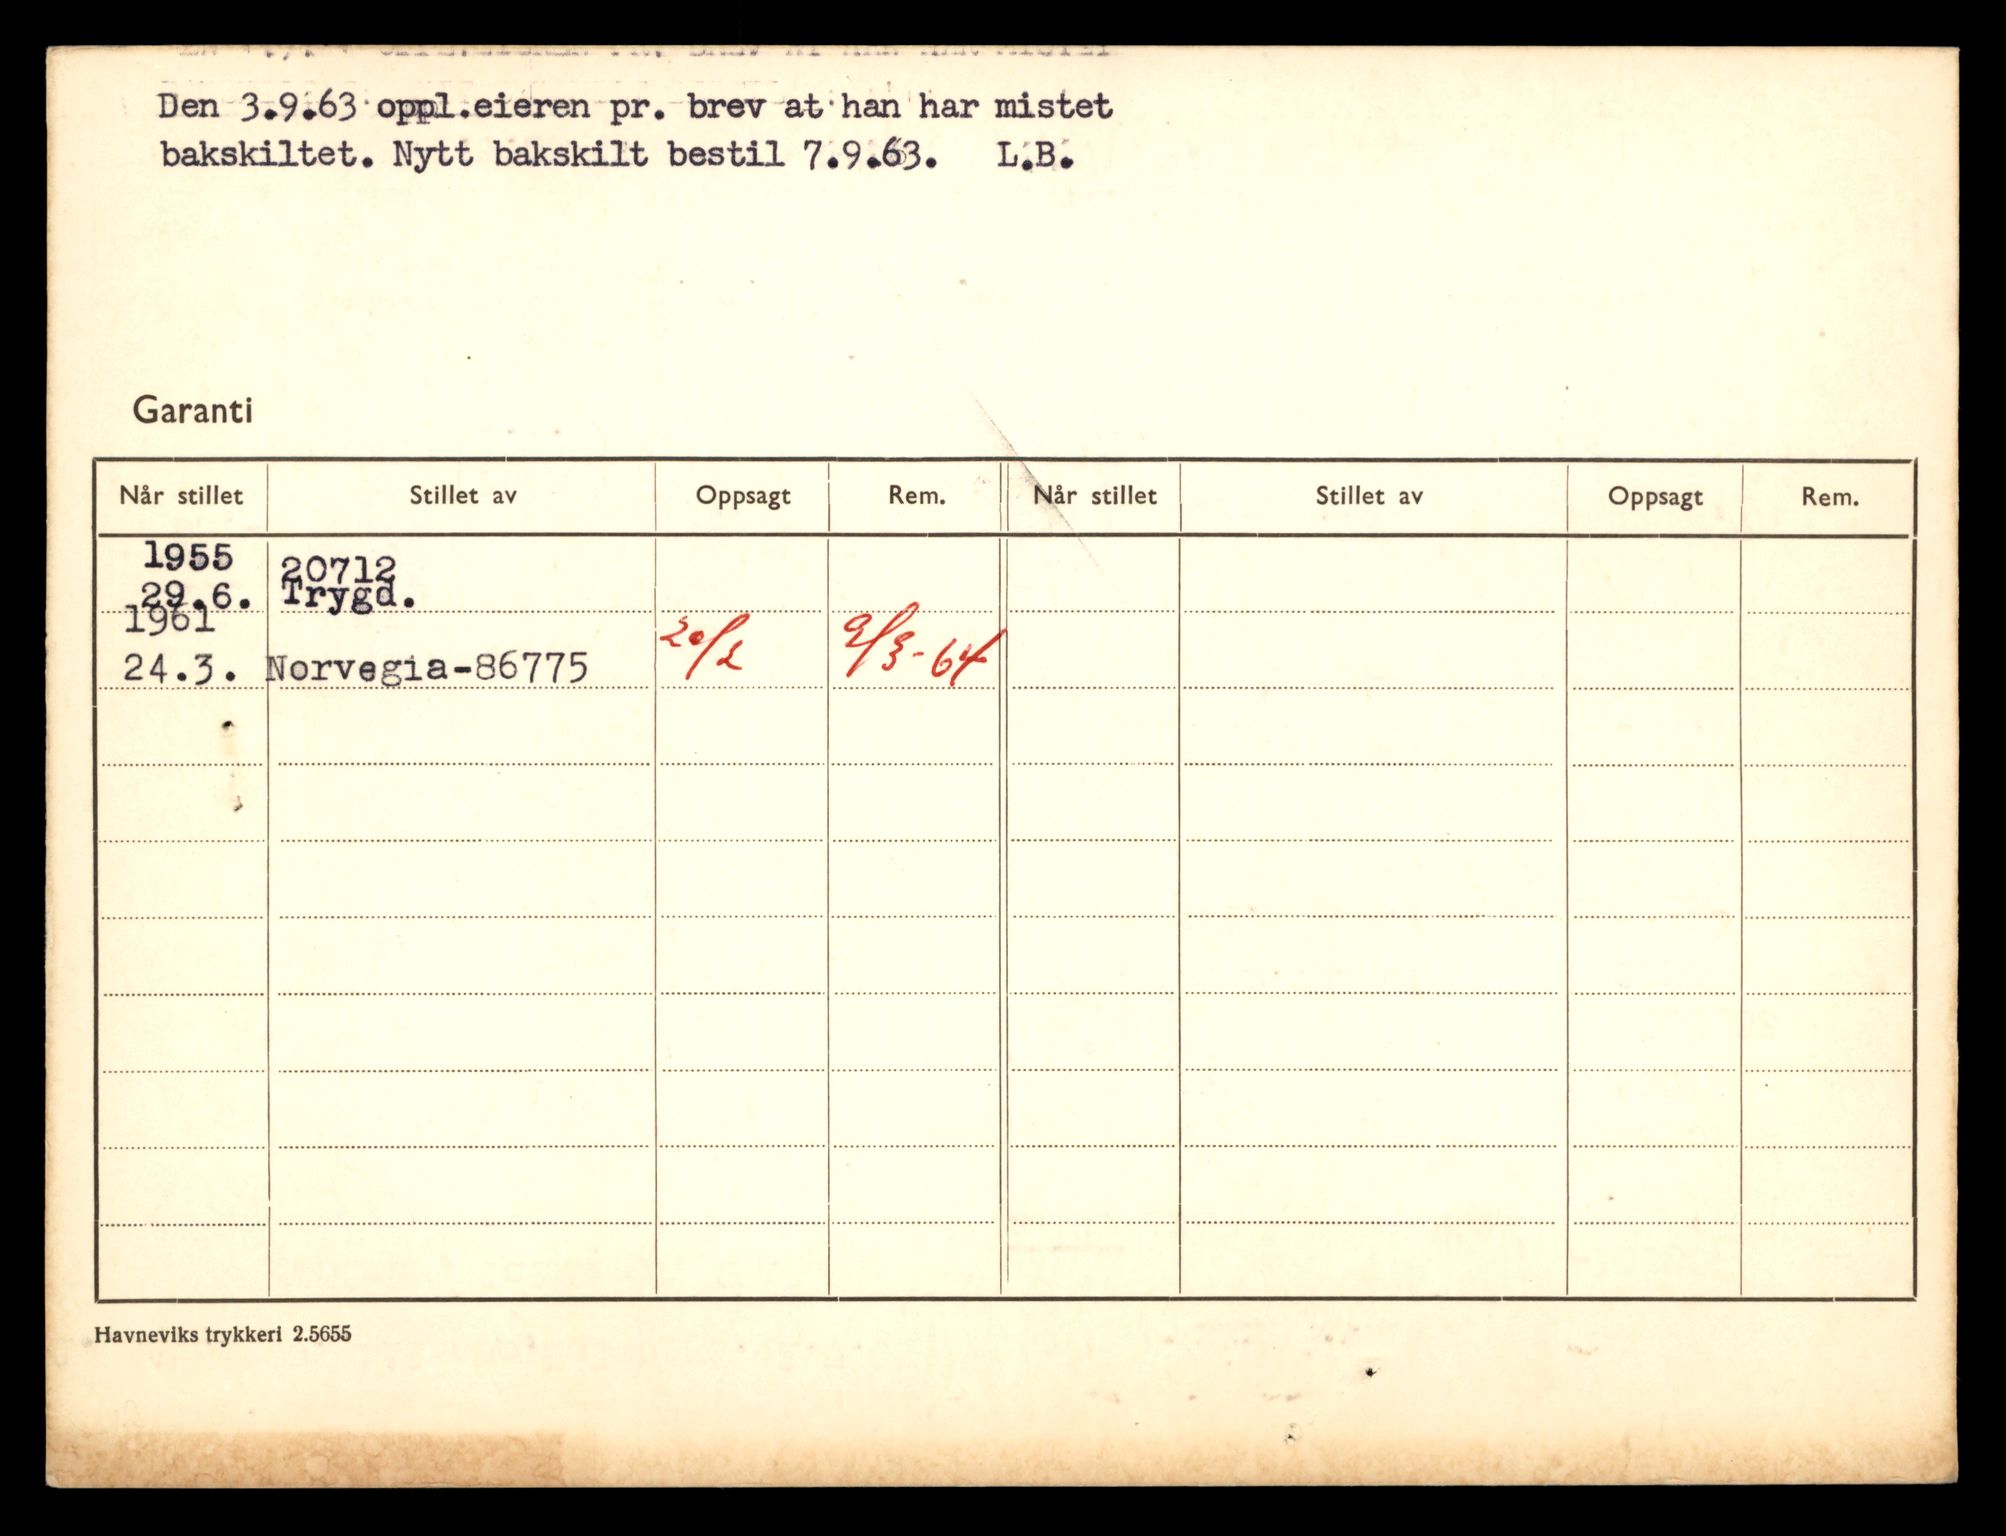 Den 3.9.63 oppl.eieren pr. brev at han har mistet
bakskiltet. Nytt bakskilt bestil 7.9.63. L.B.
Garanti
Når stillet Stillet av Oppsagt Rem. Når stillet Stillet av Oppsagt Rem.
1955 20712
29.6. Trygd.
1961
24.3. Norvegia-86775 20/2 9/3-64
Havneviks trykkeri 2.5655